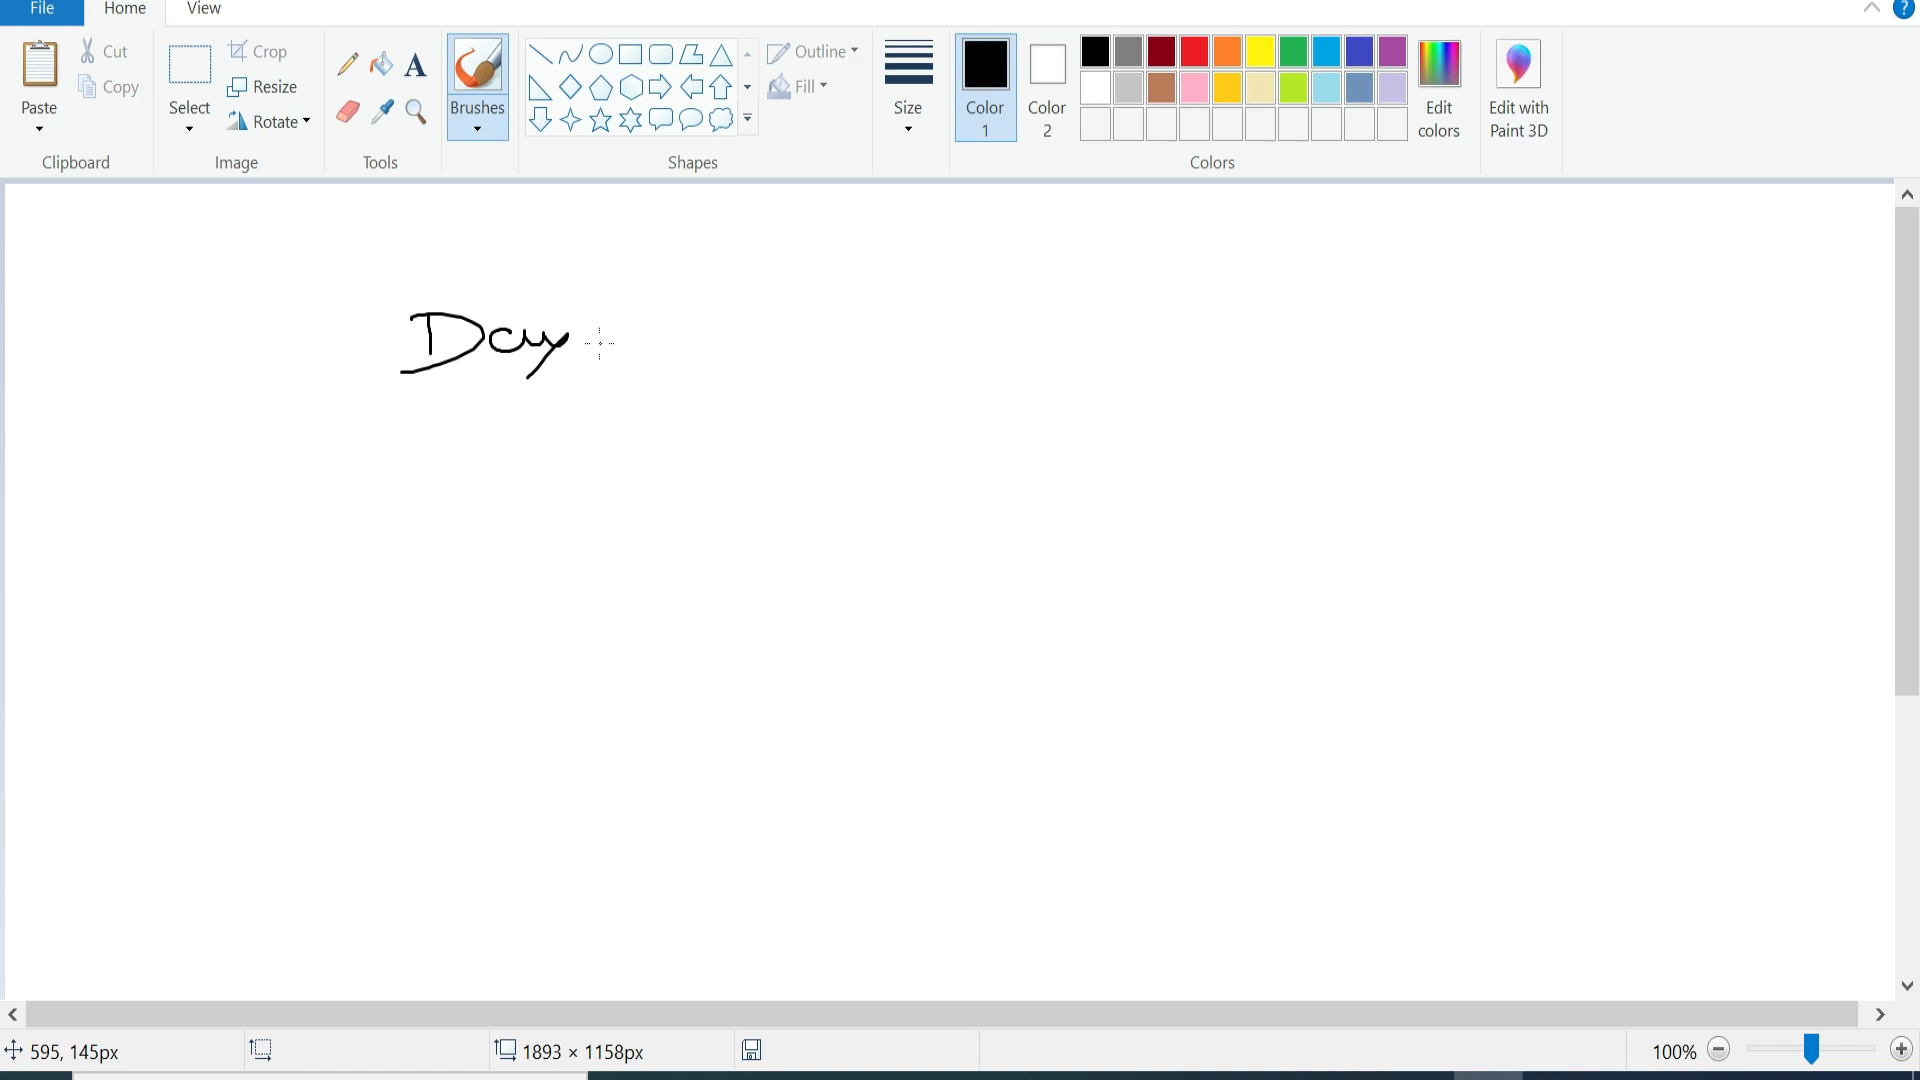 File Home View
Paste Cut Copy Clipboard
Select Crop Resize Rotate Image
A Tools
Brushes
Shapes
Outline Fill
Size
Color 1 Color 2
Colors
Edit colors
Edit with Paint 3D
?
Day
595, 145px 1893 × 1158px 100%